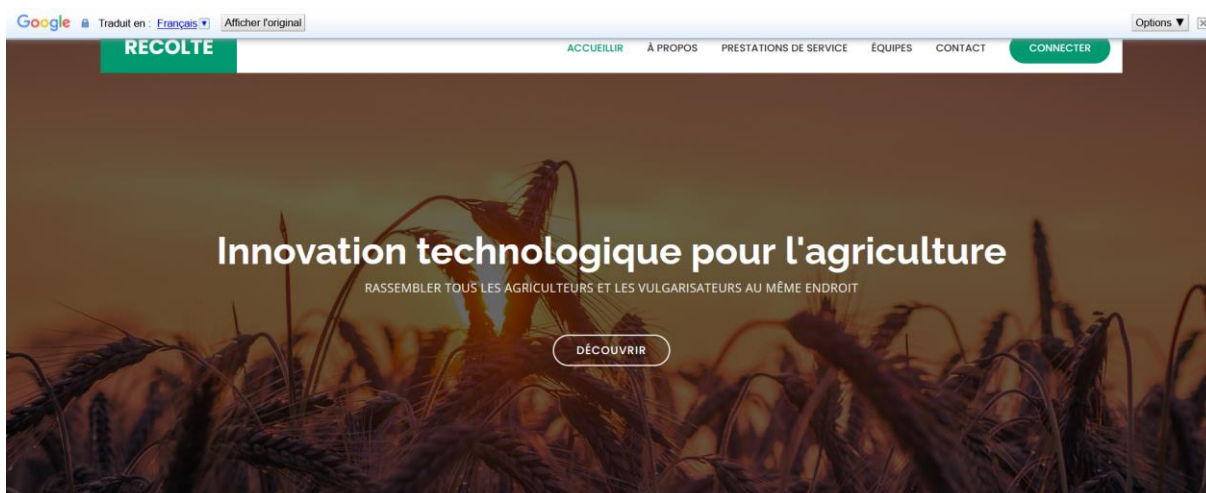 Google Traduit en : Français Afficher l'original Options ▼
RECOLTE ACCUEILLIR À PROPOS PRESTATIONS DE SERVICE ÉQUIPES CONTACT CONNECTER
Innovation technologique pour l'agriculture
RASSEMBLER TOUS LES AGRICULTEURS ET LES VULGARISATEURS AU MÊME ENDROIT
DÉCOUVRIR